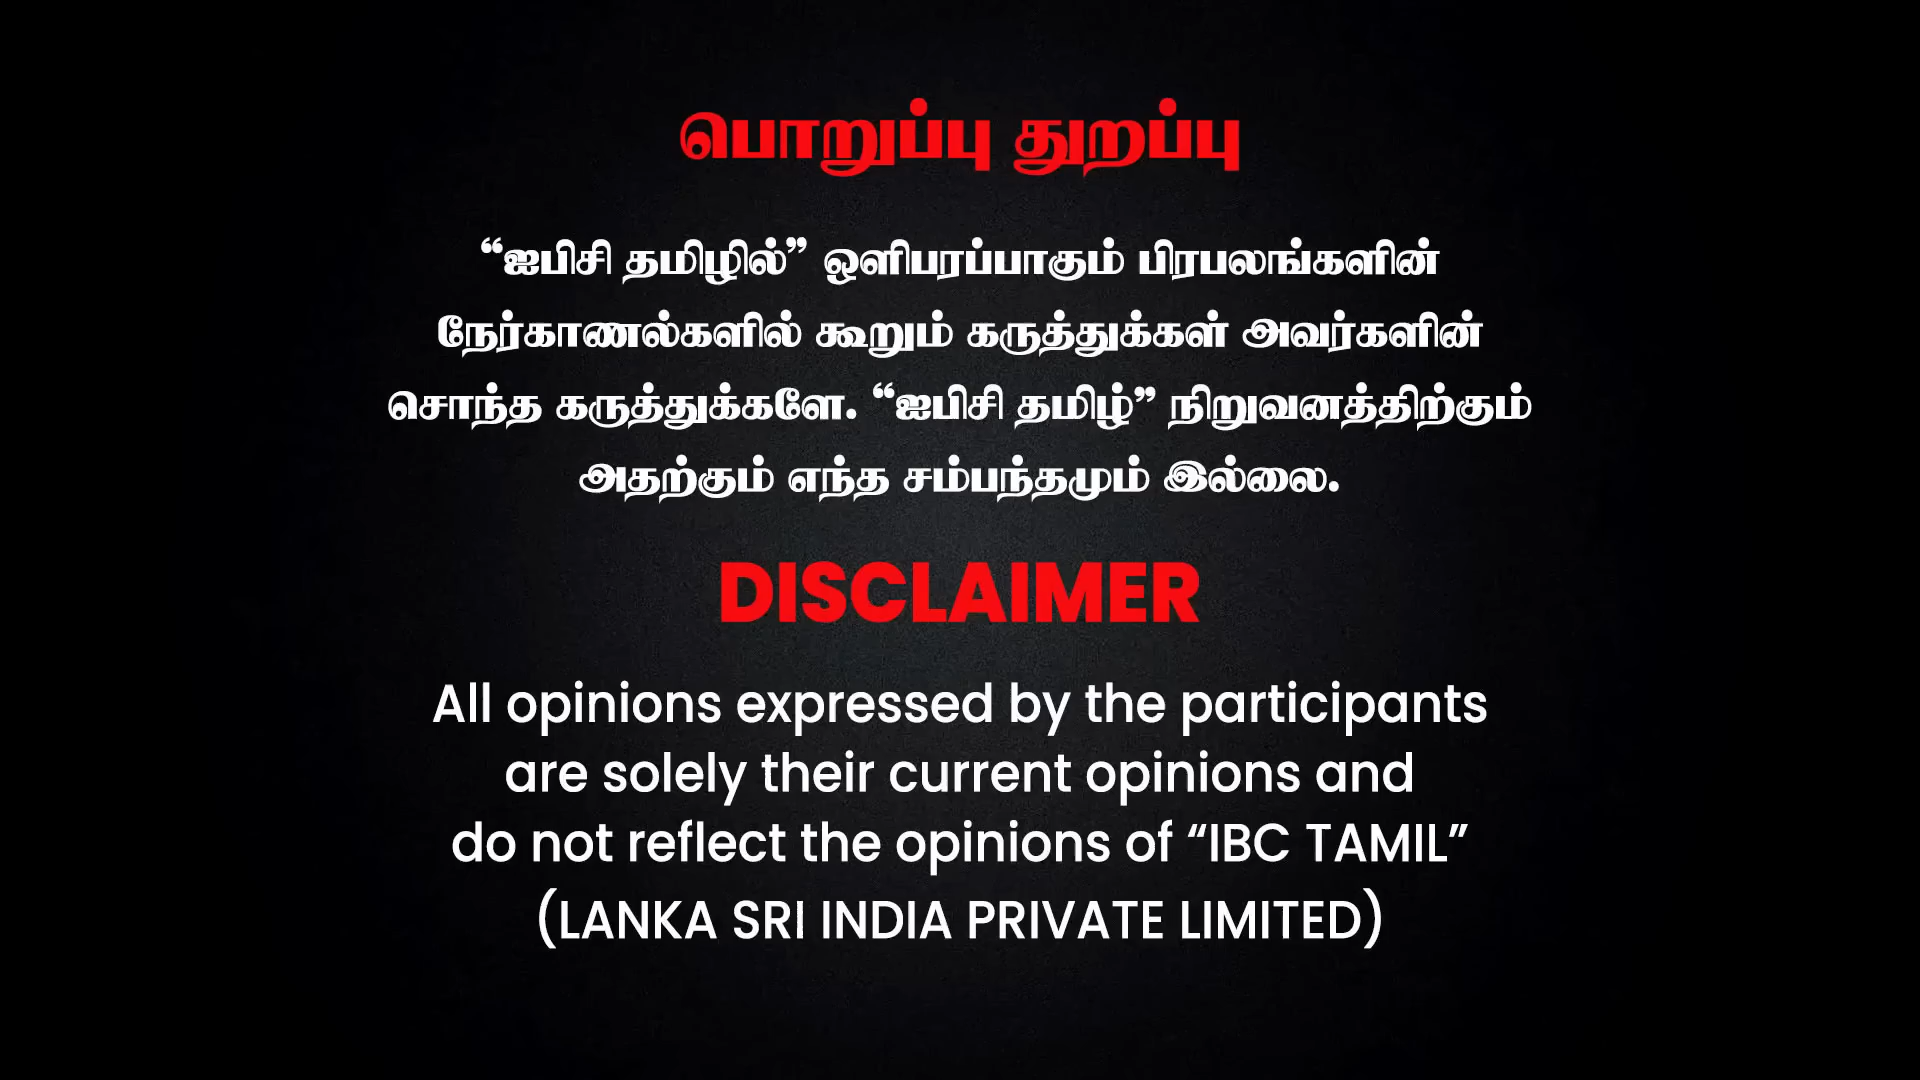 பொறுப்பு துறப்பு
“ஐபிசி தமிழில்” ஒளிபரப்பாகும் பிரபலங்களின்
நேர்காணல்களில் கூறும் கருத்துக்கள் அவர்களின்
சொந்த கருத்துக்களே. “ஐபிசி தமிழ்” நிறுவனத்திற்கும்
அதற்கும் எந்த சம்பந்தமும் இல்லை.
DISCLAIMER
All opinions expressed by the participants
are solely their current opinions and
do not reflect the opinions of “IBC TAMIL”
(LANKA SRI INDIA PRIVATE LIMITED)